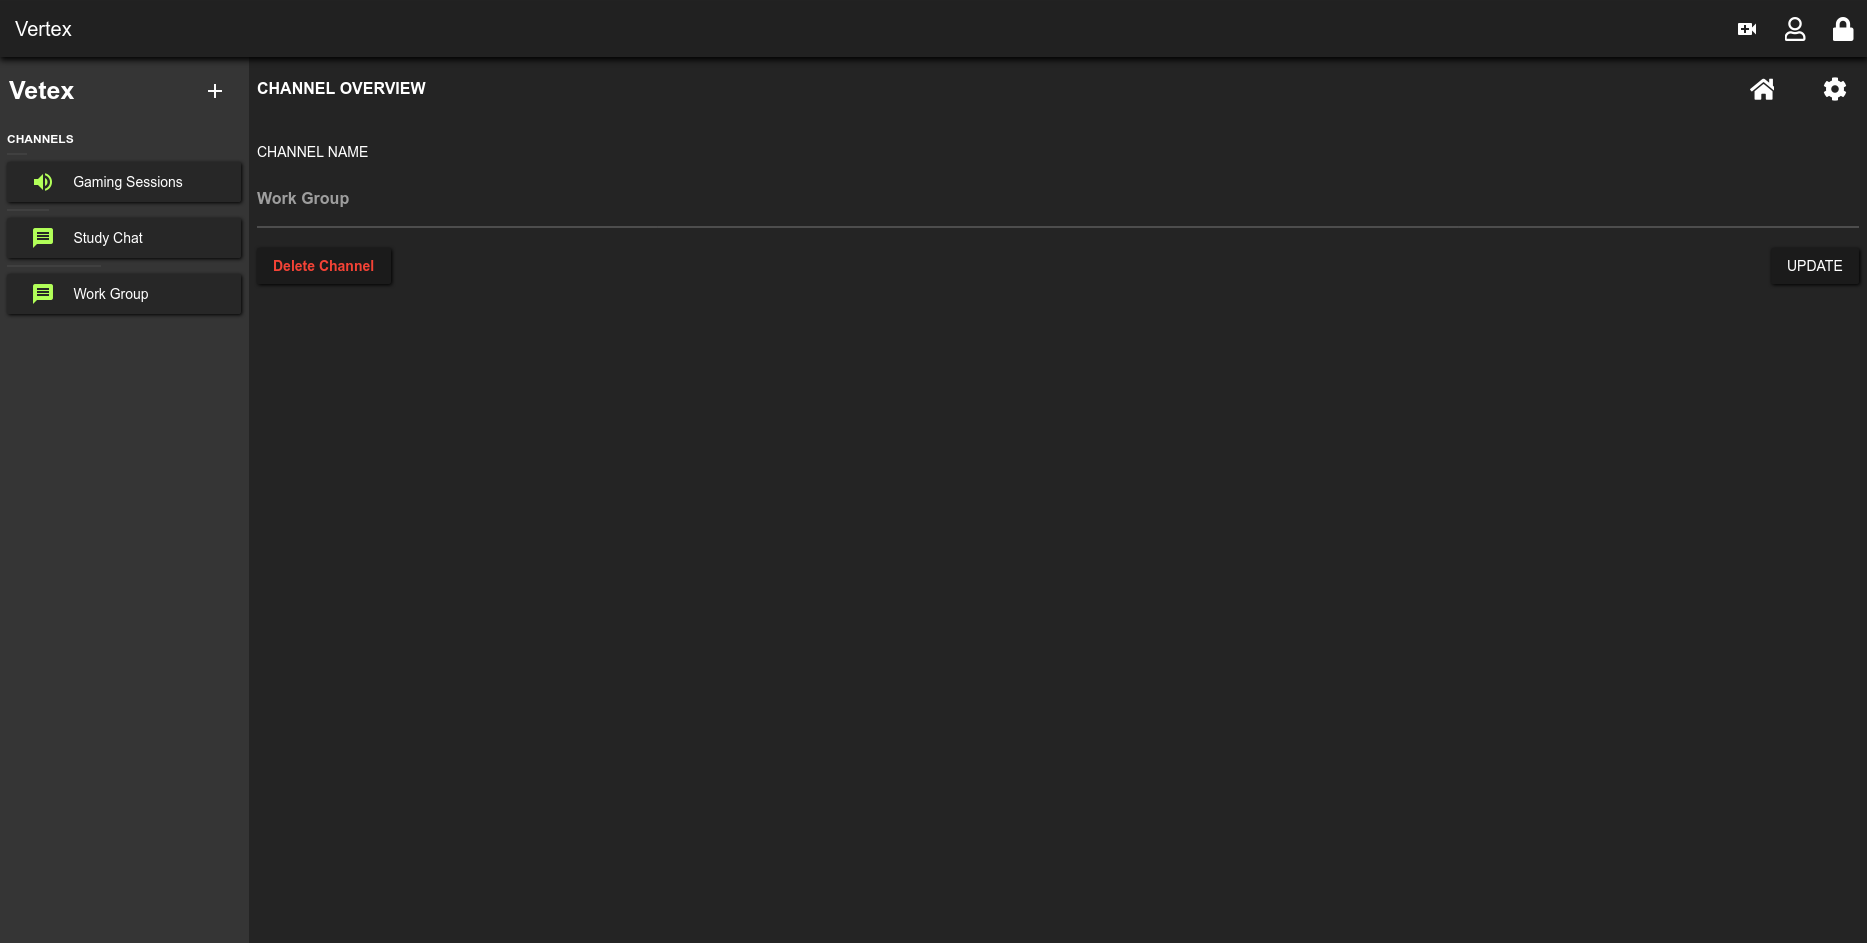 Vertex
Vetex
CHANNELS
Gaming Sessions
Study Chat
Work Group
CHANNEL OVERVIEW
CHANNEL NAME
Work Group
Delete Channel
UPDATE